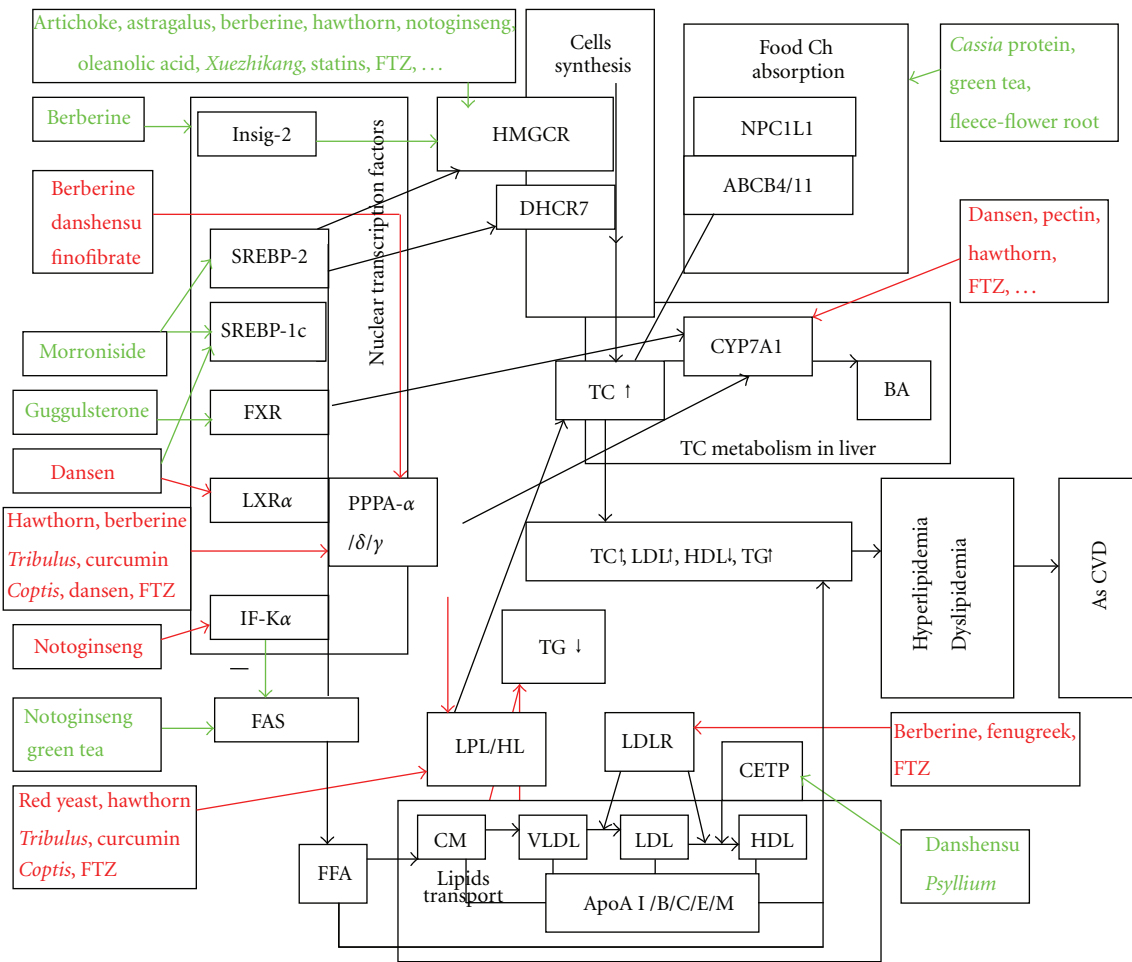 Artichoke, astragalus, berberine, hawthorn, notoginseng,
oleanolic acid, Xuezhikang, statins, FTZ, …
Cells
synthesis
Food Ch
absorption
Cassia protein,
green tea,
fleece-flower root
Berberine
Insig-2
HMGCR
NPC1L1
ABCB4/11
DHCR7
Nuclear transcription factors
Berberine
danshensu
finofibrate
Dansen, pectin,
hawthorn,
FTZ, …
SREBP-2
SREBP-1c
Morroniside
CYP7A1
TC ↑
BA
Guggulsterone
FXR
TC metabolism in liver
Dansen
LXRα
PPPA-α
/δ/γ
Hawthorn, berberine
Tribulus, curcumin
Coptis, dansen, FTZ
TC↑, LDL↑, HDL↓, TG↑
Hyperlipidemia
Dyslipidemia
As CVD
IF-Kα
Notoginseng
TG ↓
—
Notoginseng
green tea
FAS
LPL/HL
LDLR
CETP
Berberine, fenugreek,
FTZ
Red yeast, hawthorn
Tribulus, curcumin
Coptis, FTZ
CM
VLDL
LDL
HDL
Danshensu
Psyllium
FFA
Lipids
transport
ApoA I /B/C/E/M